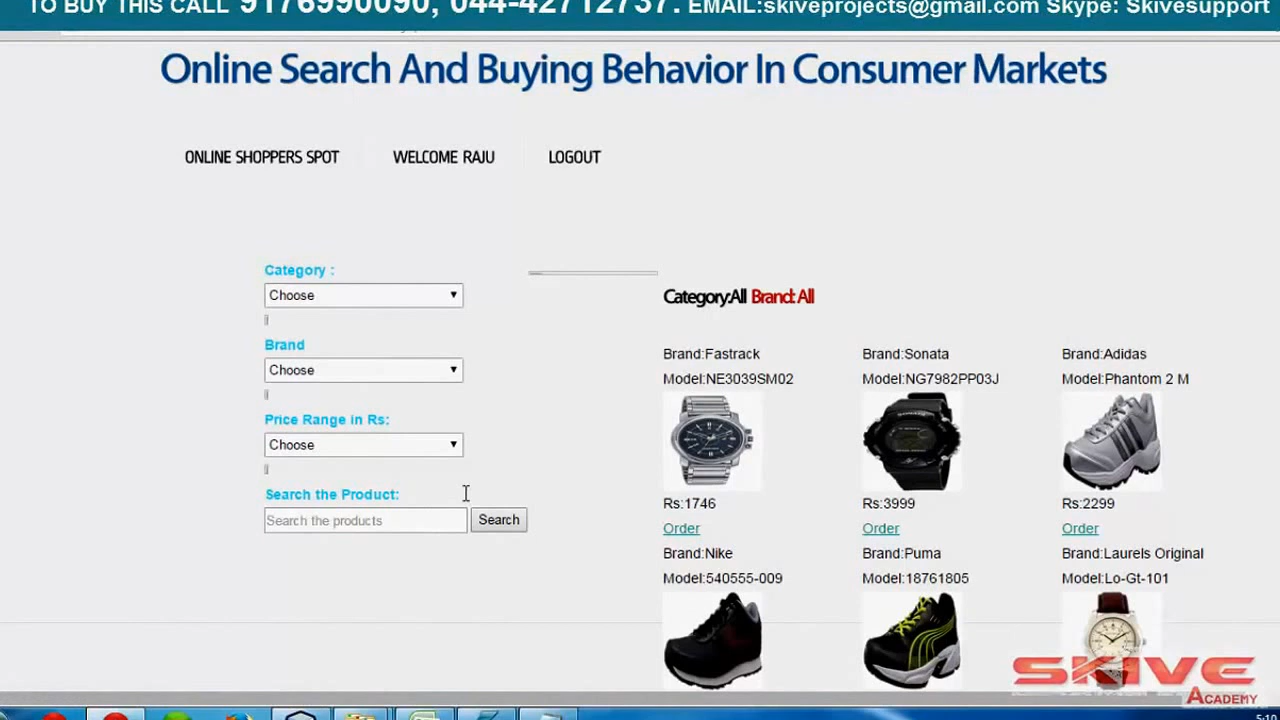 TO BUY THIS CALL 9176990090, 044-42712737. EMAIL:skiveprojects@gmail.com Skype: Skivesupport
Online Search And Buying Behavior In Consumer Markets
ONLINE SHOPPERS SPOT WELCOME RAJU LOGOUT
Category :
Choose
Brand
Choose
Price Range in Rs:
Choose
Search the Product:
Search the products Search
Category:All Brand: All
Brand:Fastrack Brand:Sonata Brand:Adidas
Model:NE3039SM02 Model:NG7982PP03J Model:Phantom 2 M
Rs:1746 Rs:3999 Rs:2299
Order Order Order
Brand:Nike Brand:Puma Brand:Laurels Original
Model:540555-009 Model:18761805 Model:Lo-Gt-101
SKIVE
ACADEMY